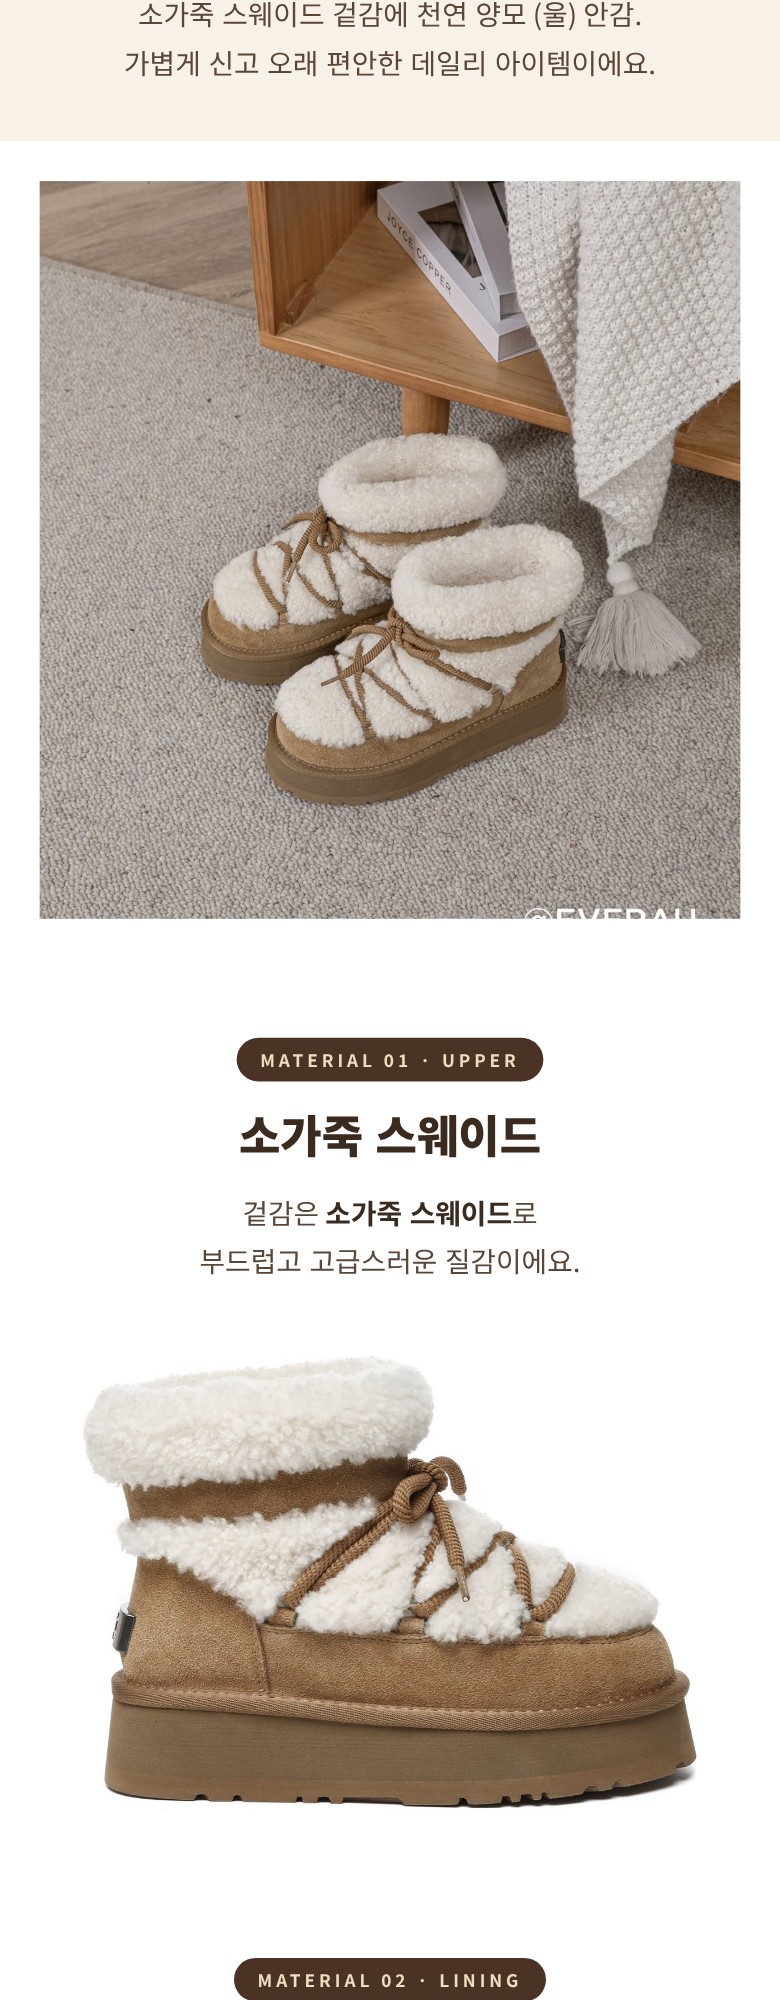 소가죽 스웨이드 겉감에 천연 양모 (울) 안감.
가볍게 신고 오래 편안한 데일리 아이템이에요.
JOYCE COPPER
MATERIAL 01 · UPPER
소가죽 스웨이드
겉감은 소가죽 스웨이드로
부드럽고 고급스러운 질감이에요.
MATERIAL 02 · LINING